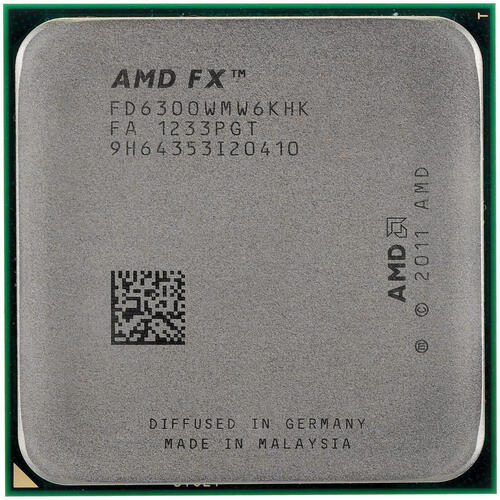 AMD FX™
FD6300WMW6KHK
FA 1233PGT
9H64353I20410
AMD
ⓜ © 2011 AMD
DIFFUSED IN GERMANY
MADE IN MALAYSIA